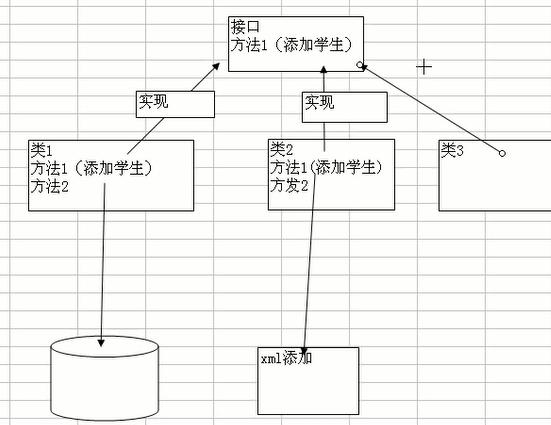 接口
方法1（添加学生）
实现
实现
类1
方法1（添加学生）
方法2
类2
方法1(添加学生)
方发2
类3
xml添加